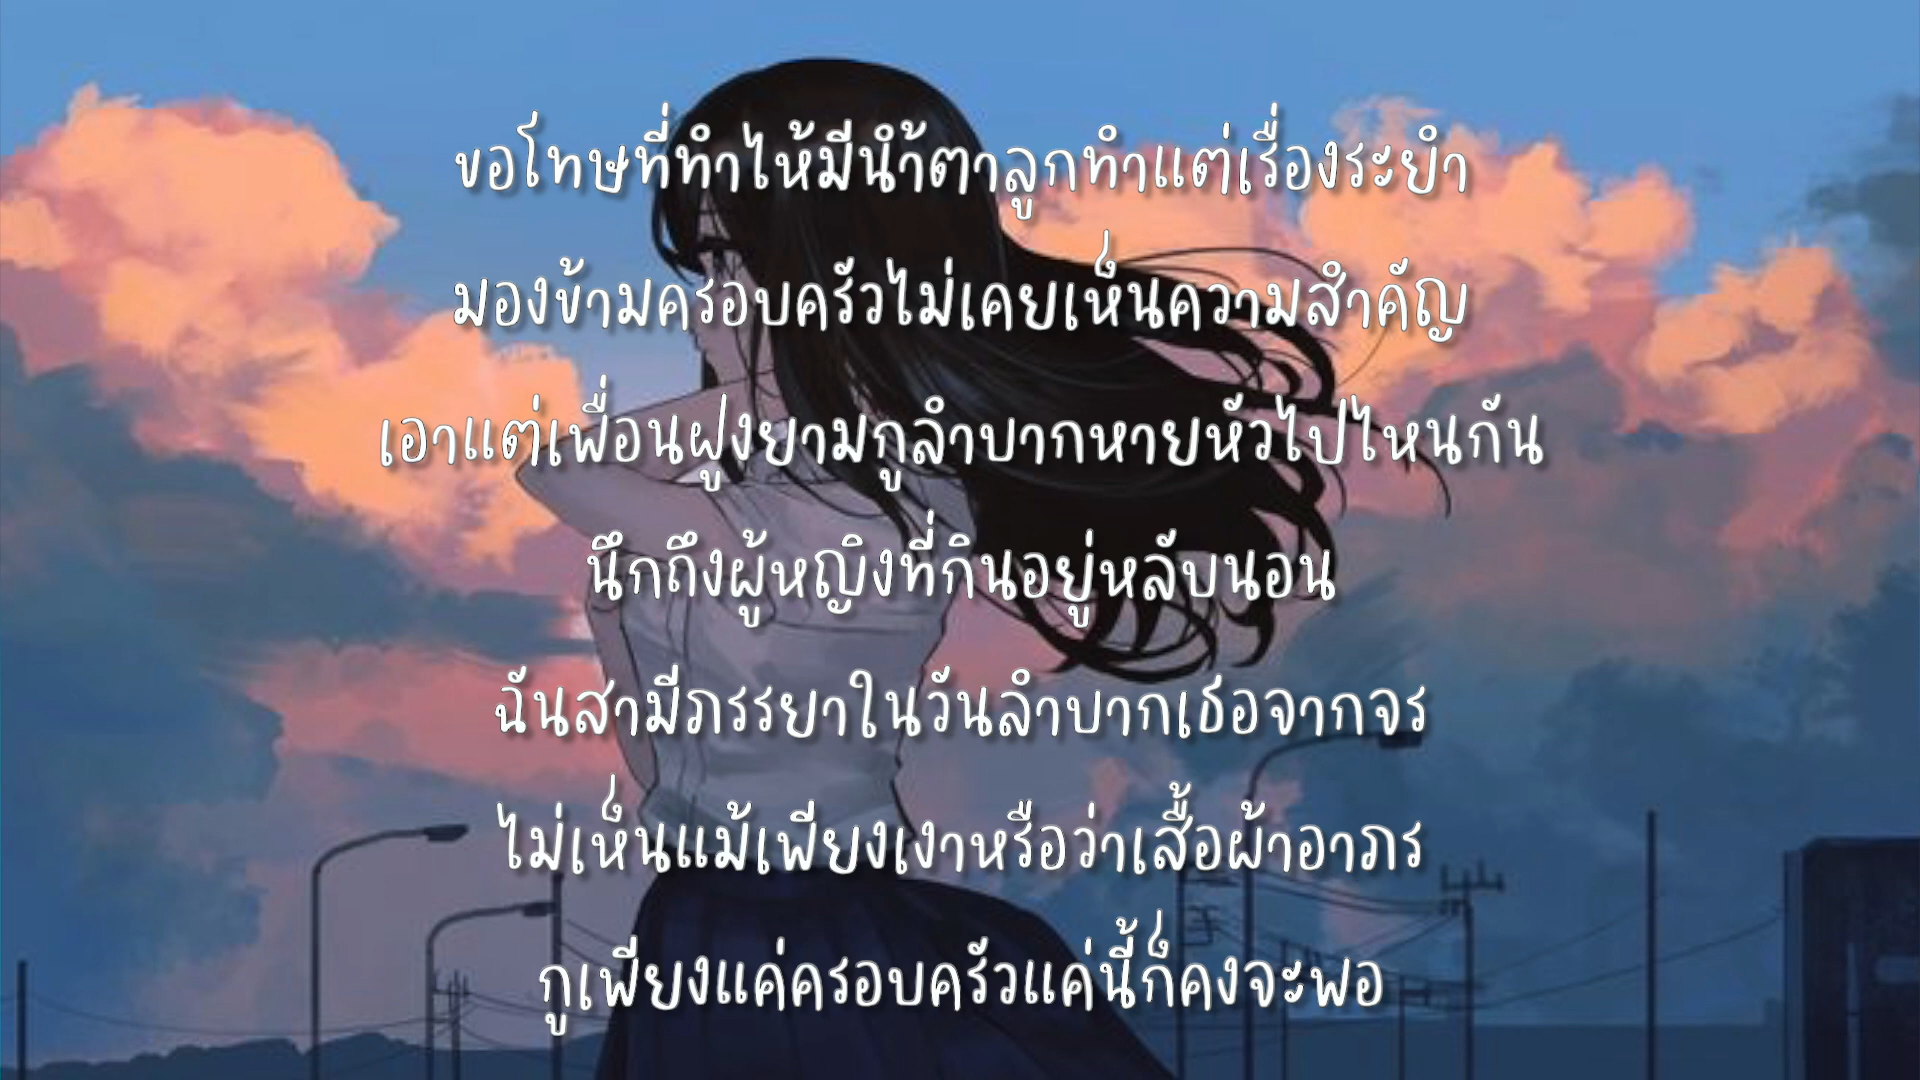 ขอโทษที่ทำไห้มีน้ำตาลูกทำแต่เรื่องระยำ
มองข้ามครอบครัวไม่เคยเห็นความสำคัญ
เอาแต่เพื่อนฝูงยามกูลำบากหายหัวไปไหนกัน
นึกถึงผู้หญิงที่กินอยู่หลับนอน
ฉันสามีภรรยาในวันลำบากเธอจากจร
ไม่เห็นแม้เพียงเงาหรือว่าเสื้อผ้าอาภร
กูเพียงแค่ครอบครัวแค่นี้ก็คงจะพอ